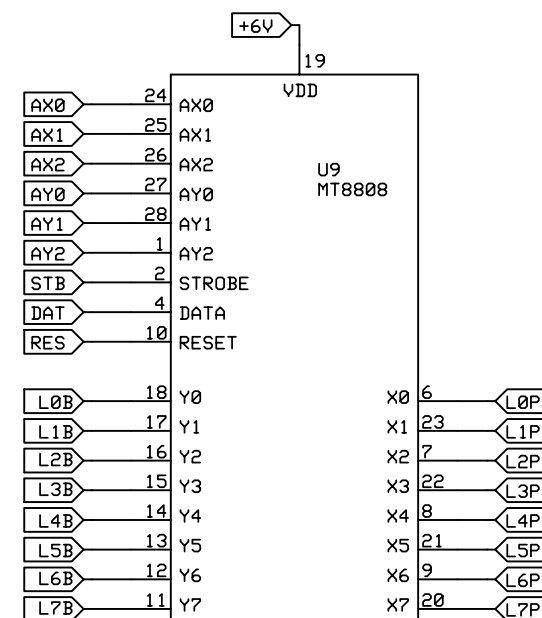 +6V
19
VDD
AX0 24 AX0
AX1 25 AX1
AX2 26 AX2
U9
MT8808
AY0 27 AY0
AY1 28 AY1
AY2 1 AY2
STB 2 STROBE
DAT 4 DATA
RES 10 RESET
L0B 18 Y0 X0 6 L0P
L1B 17 Y1 X1 23 L1P
L2B 16 Y2 X2 7 L2P
L3B 15 Y3 X3 22 L3P
L4B 14 Y4 X4 8 L4P
L5B 13 Y5 X5 21 L5P
L6B 12 Y6 X6 9 L6P
L7B 11 Y7 X7 20 L7P